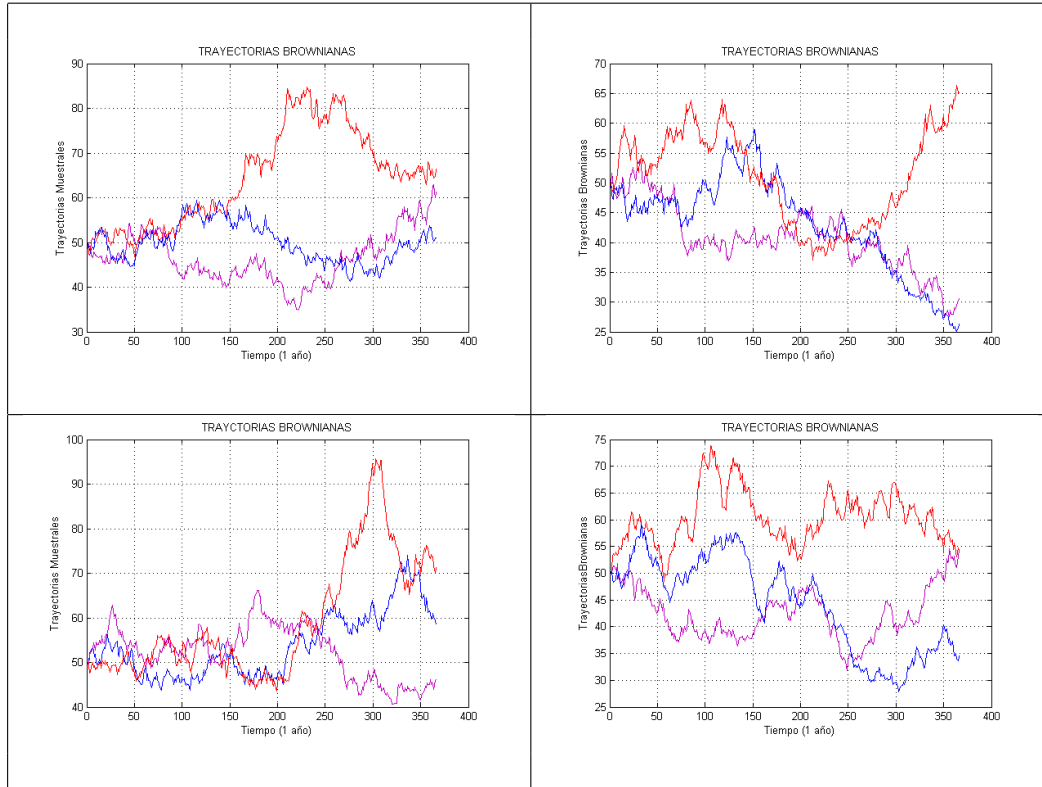 TRAYECTORIAS BROWNIANAS
Trayectorias Muestrales
90
80
70
60
50
40
30
0 50 100 150 200 250 300 350 400
Tiempo (1 año)
TRAYECTORIAS BROWNIANAS
Trayectorias Brownianas
70
65
60
55
50
45
40
35
30
25
0 50 100 150 200 250 300 350 400
Tiempo (1 año)
TRAYCTORIAS BROWNIANAS
Trayectorias Muestrales
100
90
80
70
60
50
40
0 50 100 150 200 250 300 350 400
Tiempo (1 año)
TRAYECTORIAS BROWNIANAS
TrayectoriasBrownianas
75
70
65
60
55
50
45
40
35
30
25
0 50 100 150 200 250 300 350 400
Tiempo (1 año)